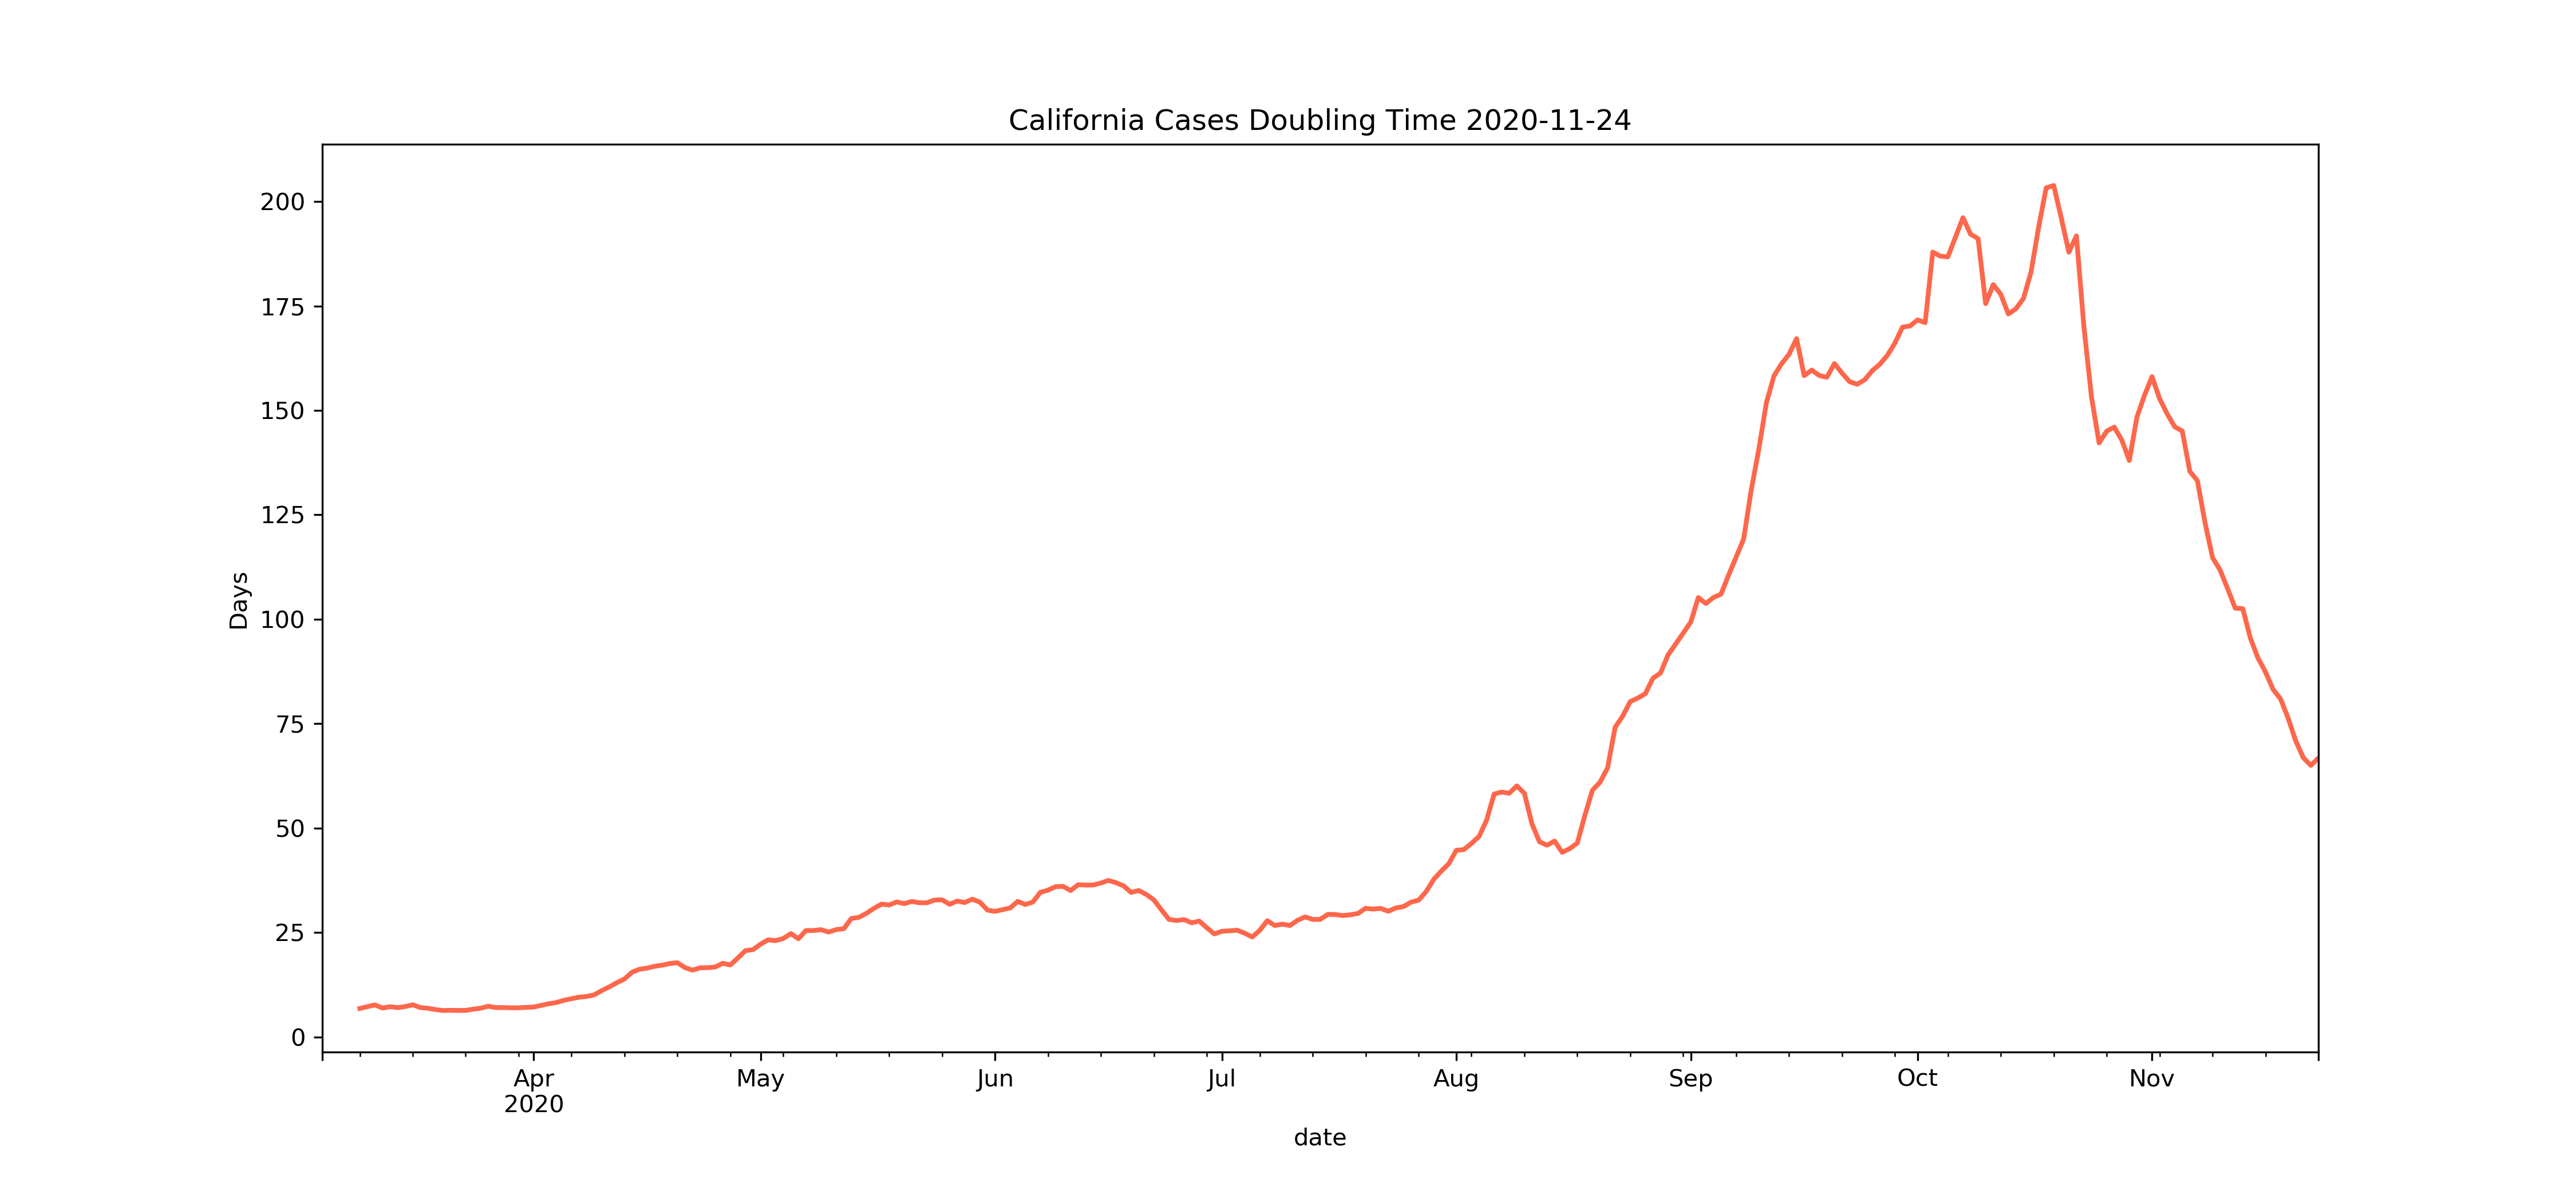 California Cases Doubling Time 2020-11-24
200
175
150
125
100
75
50
25
0
Days
Apr
2020
May
Jun
Jul
Aug
Sep
Oct
Nov
date